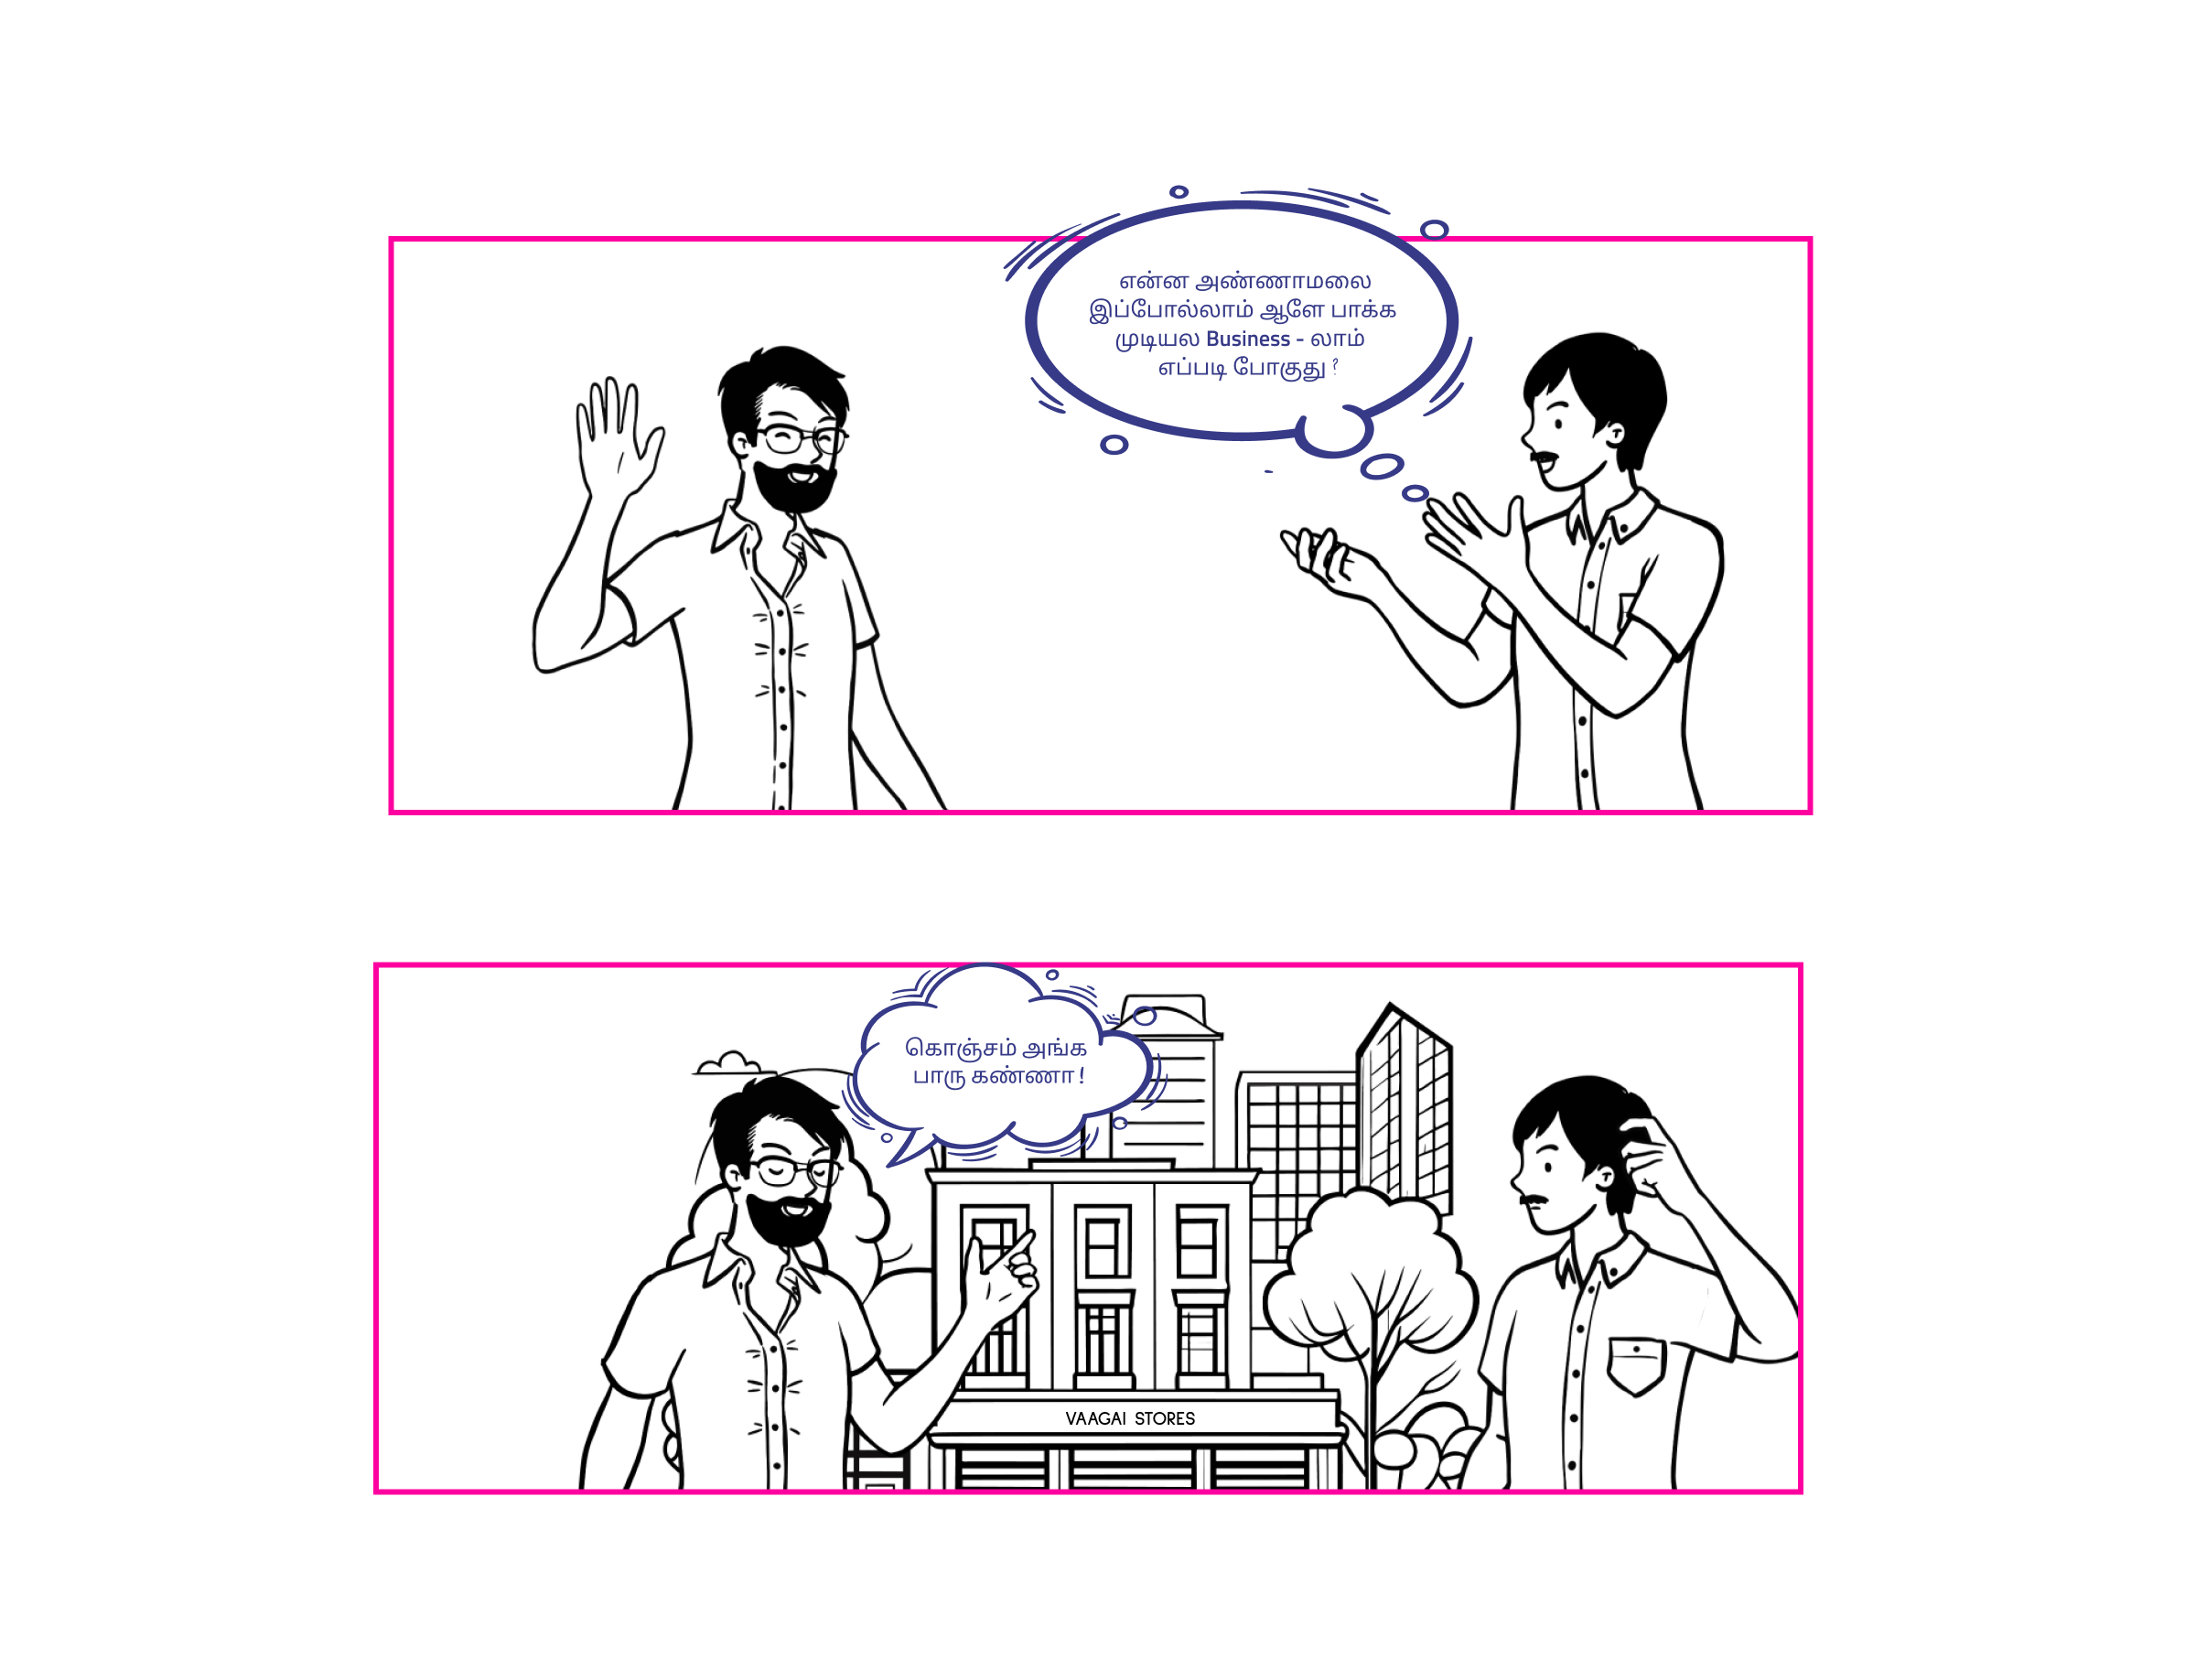 என்ன அண்ணாமலை
இப்போல்லாம் ஆளே பாக்க
முடியல Business - லாம்
எப்படி போகுது ?
கொஞ்சம் அங்க
பாரு கண்ணா !
VAAGAI STORES